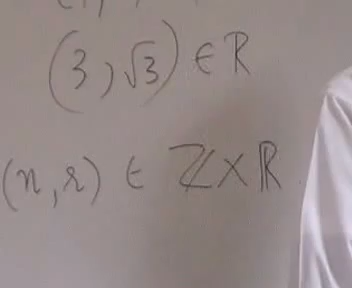 (3, √3) ∈ ℝ
(n, r) ∈ ℤ × ℝ